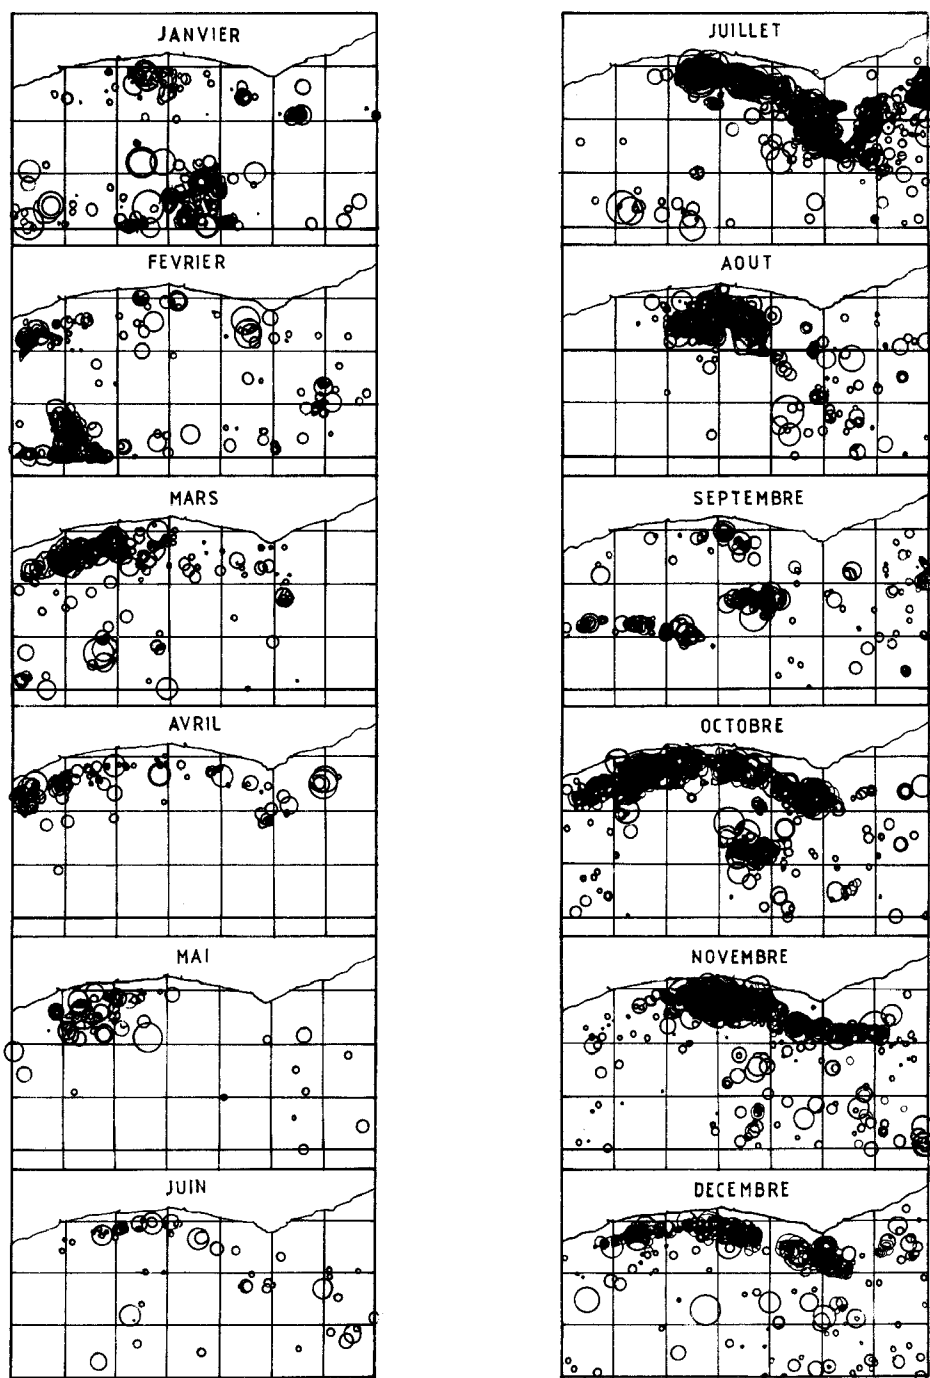 JANVIER
FEVRIER
MARS
AVRIL
MAI
JUIN
JUILLET
AOUT
SEPTEMBRE
OCTOBRE
NOVEMBRE
DECEMBRE